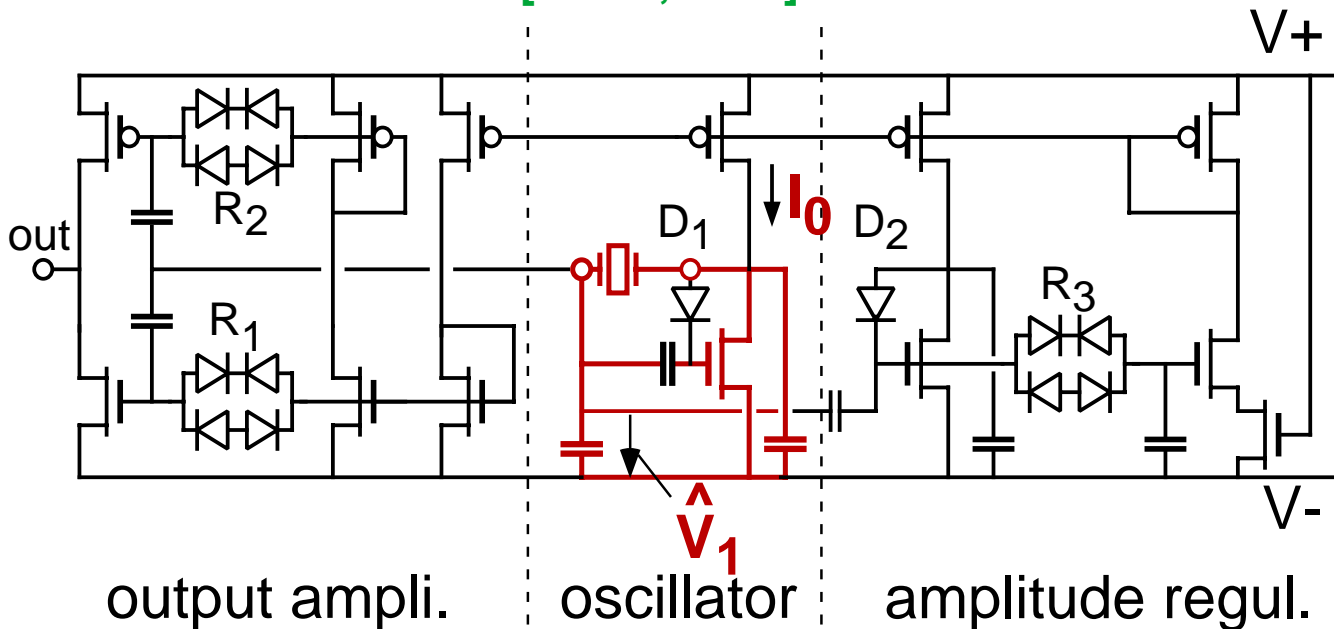 V+
R2
I0
D1
D2
out
R3
R1
V-
V̂1
output ampli.
oscillator
amplitude regul.